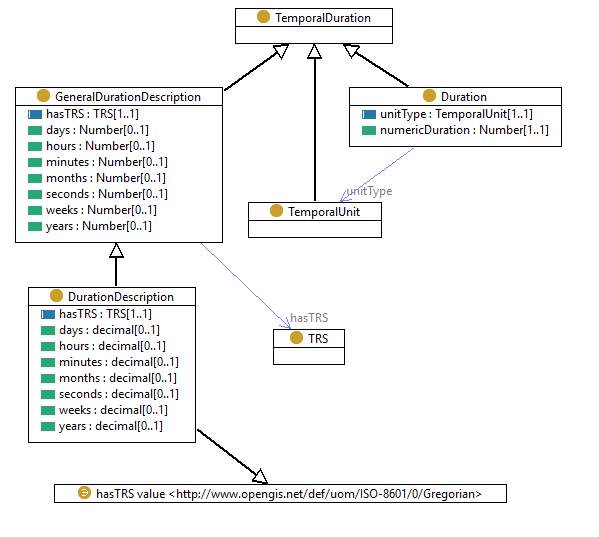 TemporalDuration
GeneralDurationDescription
hasTRS : TRS[1..1]
days : Number[0..1]
hours : Number[0..1]
minutes : Number[0..1]
months : Number[0..1]
seconds : Number[0..1]
weeks : Number[0..1]
years : Number[0..1]
Duration
unitType : TemporalUnit[1..1]
numericDuration : Number[1..1]
unitType
TemporalUnit
DurationDescription
hasTRS : TRS[1..1]
days : decimal[0..1]
hours : decimal[0..1]
minutes : decimal[0..1]
months : decimal[0..1]
seconds : decimal[0..1]
weeks : decimal[0..1]
years : decimal[0..1]
hasTRS
TRS
hasTRS value <http://www.opengis.net/def/uom/ISO-8601/0/Gregorian>